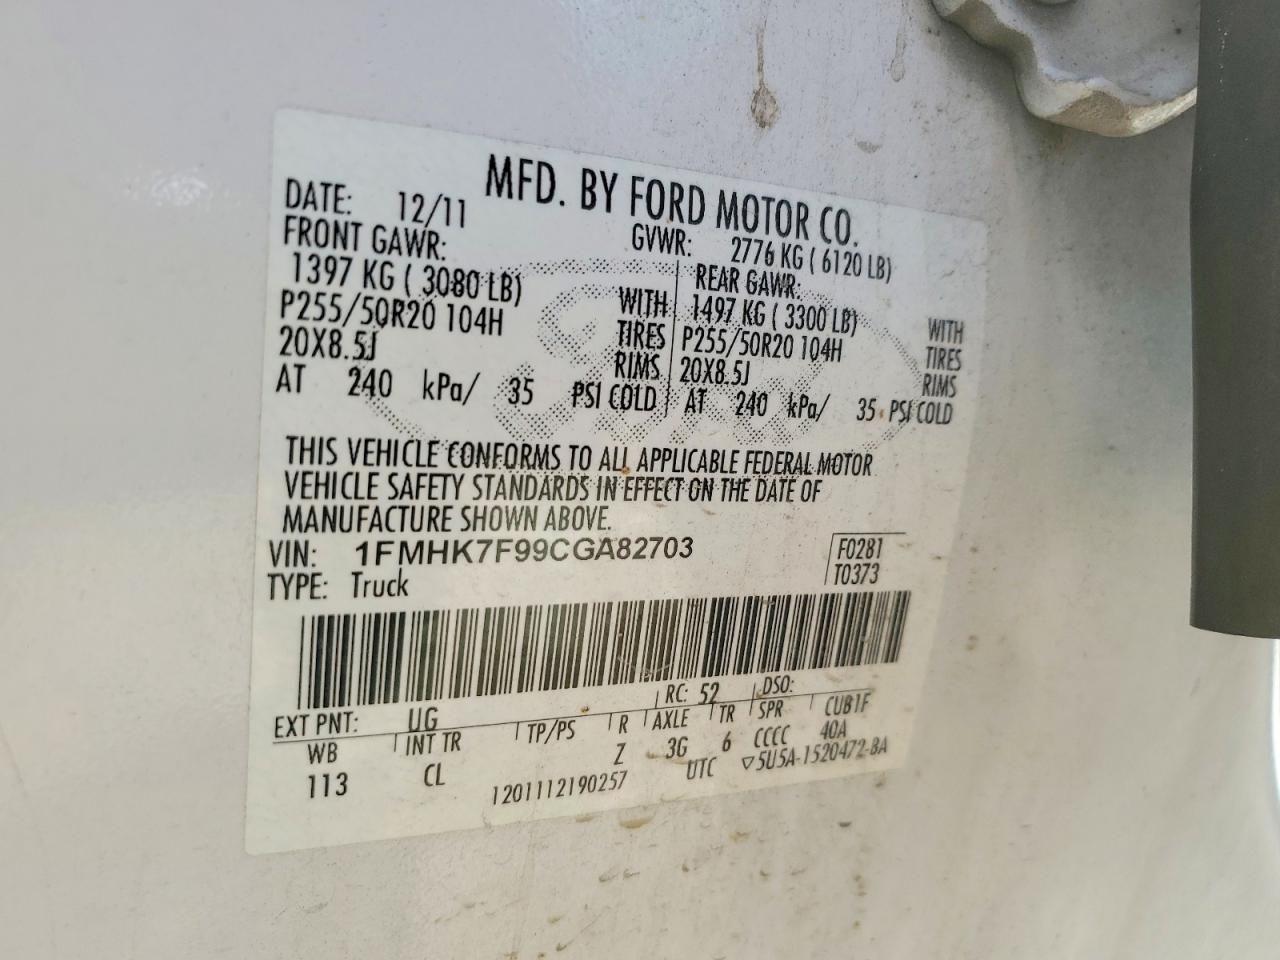 MFD. BY FORD MOTOR CO.
DATE: 12/11 GVWR: 2776 KG ( 6120 LB)
FRONT GAWR: REAR GAWR:
1397 KG ( 3080 LB) WITH 1497 KG ( 3300 LB) WITH
P255/50R20 104H TIRES P255/50R20 104H TIRES
20X8.5J RIMS 20X8.5J RIMS
AT 240 kPa/ 35 PSI COLD AT 240 kPa/ 35 PSI COLD
THIS VEHICLE CONFORMS TO ALL APPLICABLE FEDERAL MOTOR
VEHICLE SAFETY STANDARDS IN EFFECT ON THE DATE OF
MANUFACTURE SHOWN ABOVE.
VIN: 1FMHK7F99CGA82703 F0281
TYPE: Truck T0373
EXT PNT: UG RC: 52 DSO:
WB INT TR TP/PS R AXLE TR SPR CUB1F
113 CL Z 3G 6 CCCC 40A
1201112190257 UTC ▽5U5A-1520472-BA